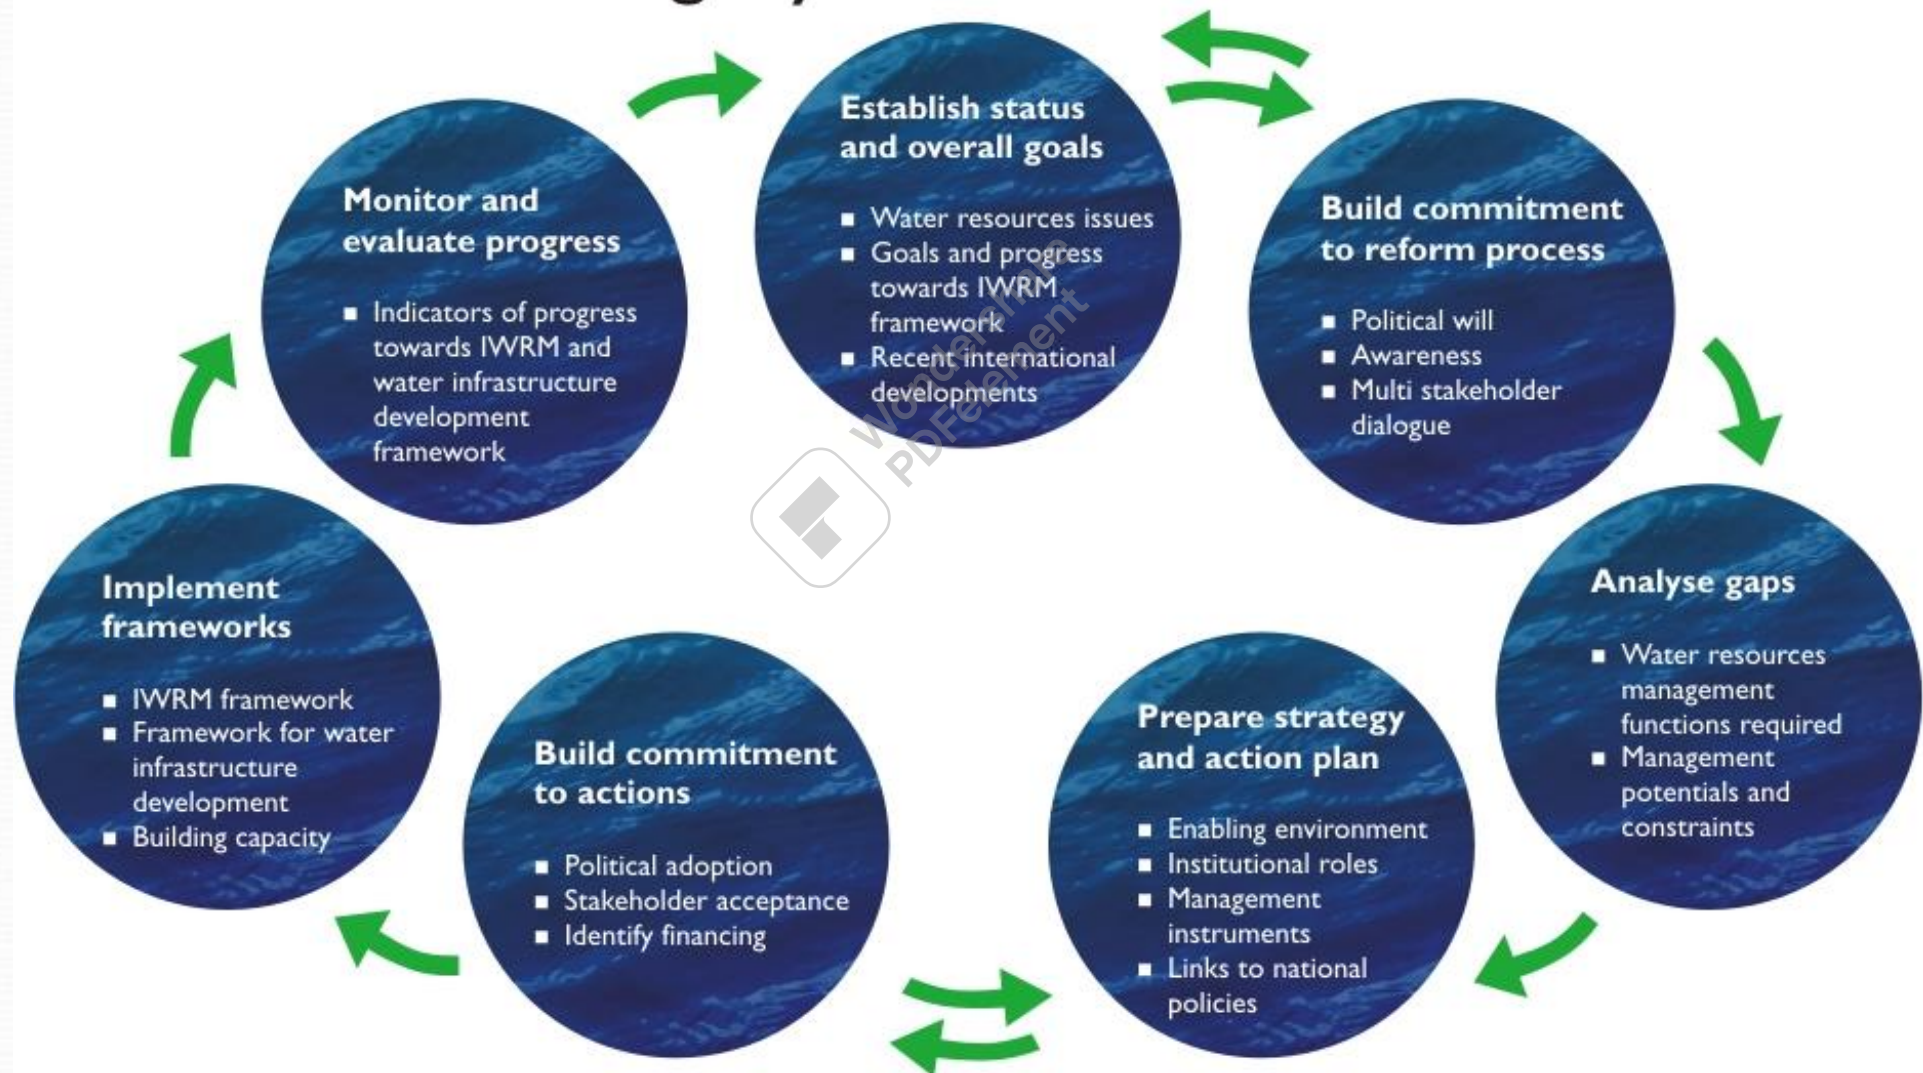 Establish status
and overall goals
■ Water resources issues
■ Goals and progress
towards IWRM
framework
■ Recent international
developments
Build commitment
to reform process
■ Political will
■ Awareness
■ Multi stakeholder
dialogue
Analyse gaps
■ Water resources
management
functions required
■ Management
potentials and
constraints
Prepare strategy
and action plan
■ Enabling environment
■ Institutional roles
■ Management
instruments
■ Links to national
policies
Build commitment
to actions
■ Political adoption
■ Stakeholder acceptance
■ Identify financing
Implement
frameworks
■ IWRM framework
■ Framework for water
infrastructure
development
■ Building capacity
Monitor and
evaluate progress
■ Indicators of progress
towards IWRM and
water infrastructure
development
framework
Wondershare
PDFelement